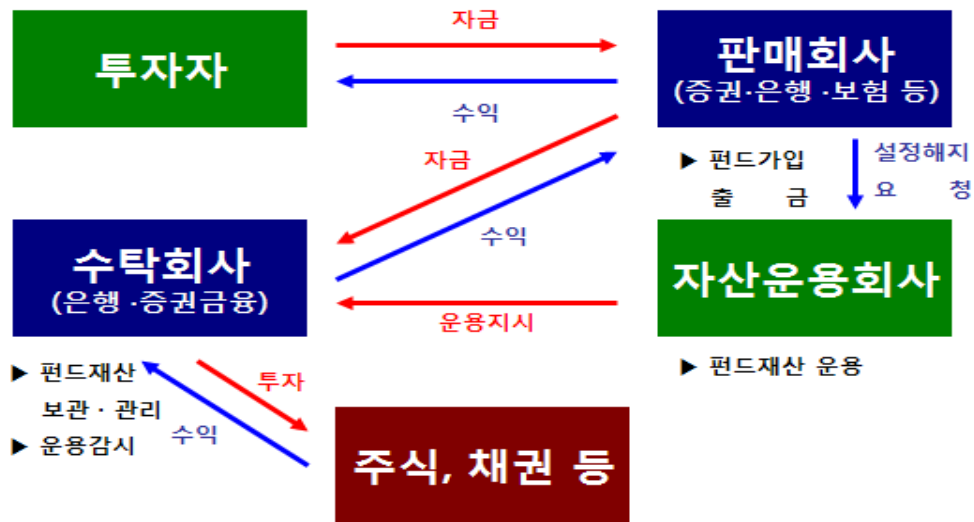 자금
투자자
판매회사
(증권·은행 ·보험 등)
수익
자금
▶ 펀드가입
출 금
설정해지
요 청
수익
수탁회사
(은행 ·증권금융)
자산운용회사
운용지시
▶ 펀드재산
보관 · 관리
▶ 운용감시
투자
수익
▶ 펀드재산 운용
주식, 채권 등